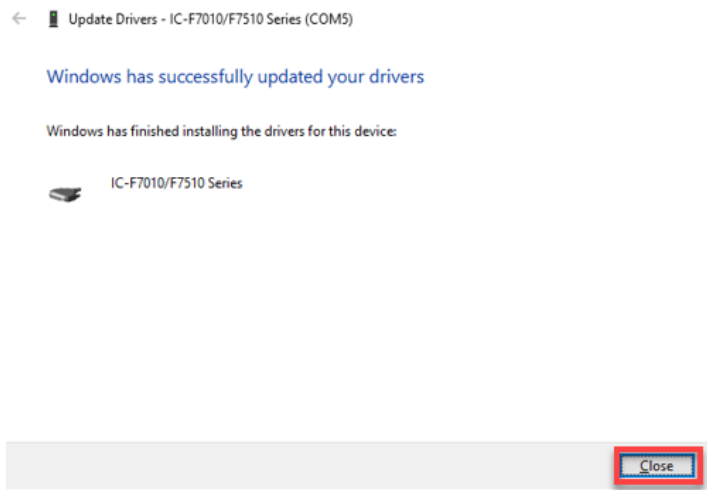 Update Drivers - IC-F7010/F7510 Series (COM5)
Windows has successfully updated your drivers
Windows has finished installing the drivers for this device:
IC-F7010/F7510 Series
Close